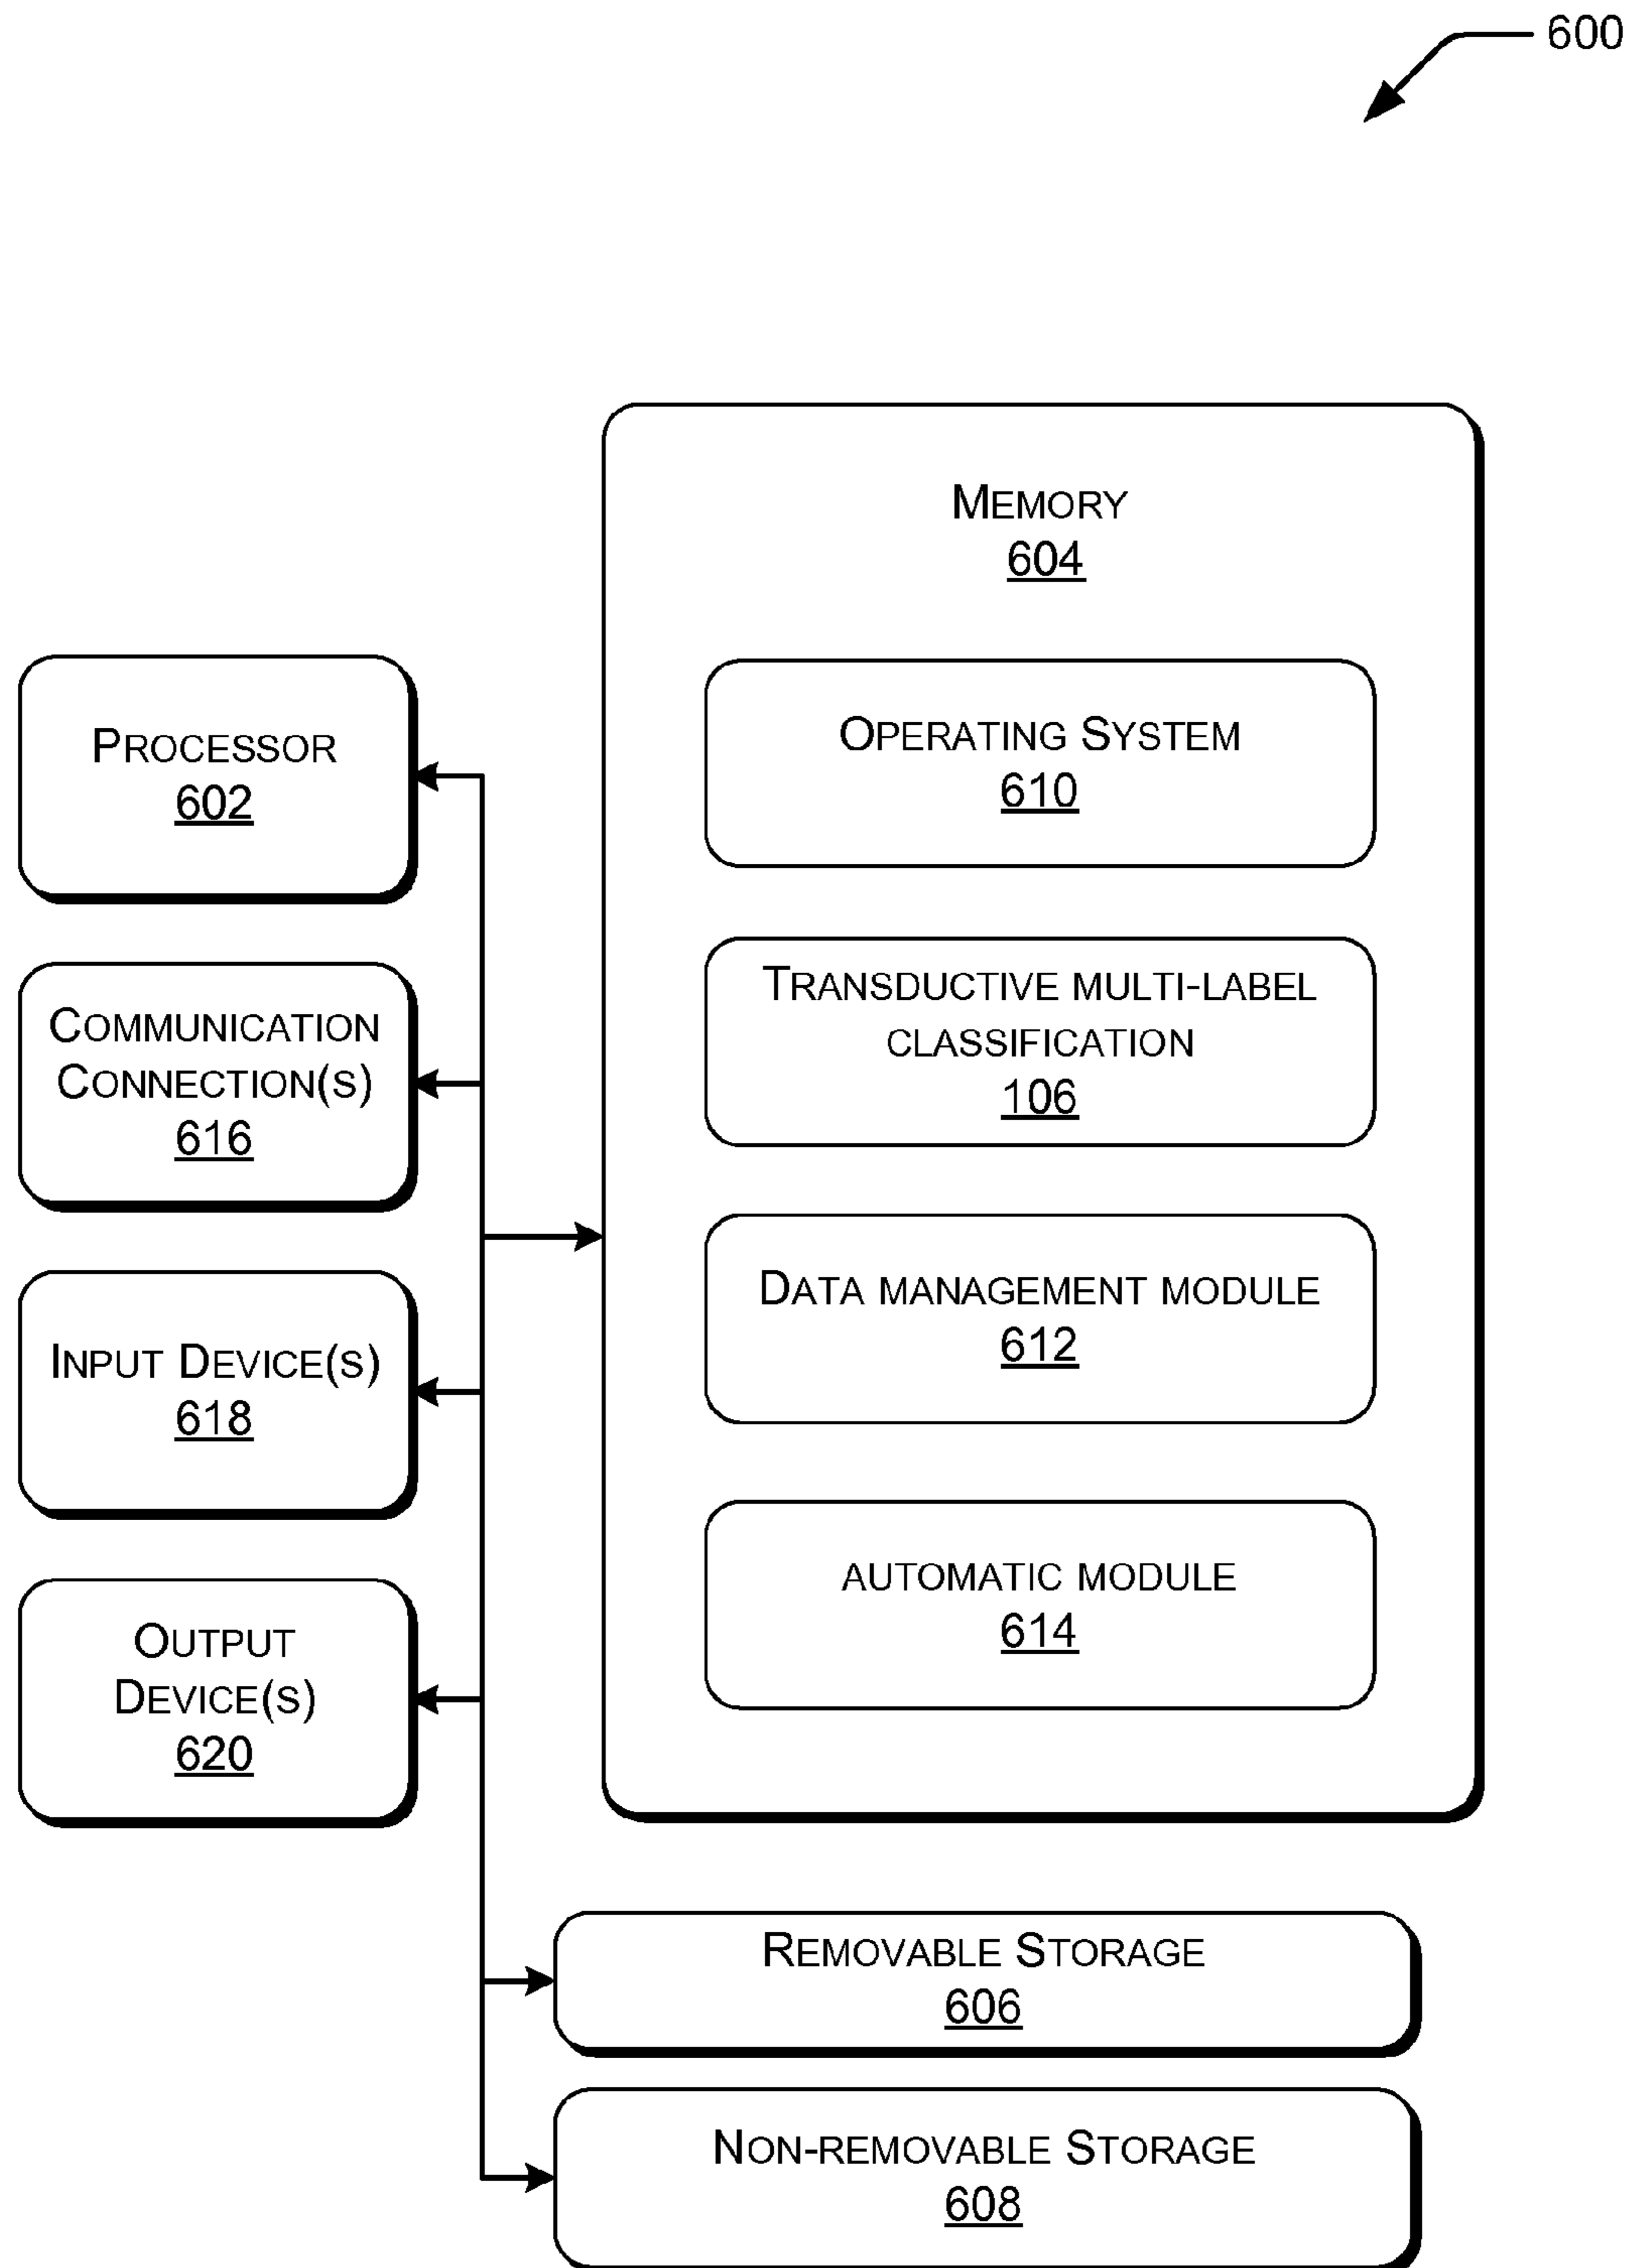 600
MEMORY
604
OPERATING SYSTEM
610
TRANSDUCTIVE MULTI-LABEL
CLASSIFICATION
106
DATA MANAGEMENT MODULE
612
AUTOMATIC MODULE
614
PROCESSOR
602
COMMUNICATION
CONNECTION(S)
616
INPUT DEVICE(S)
618
OUTPUT
DEVICE(S)
620
REMOVABLE STORAGE
606
NON-REMOVABLE STORAGE
608